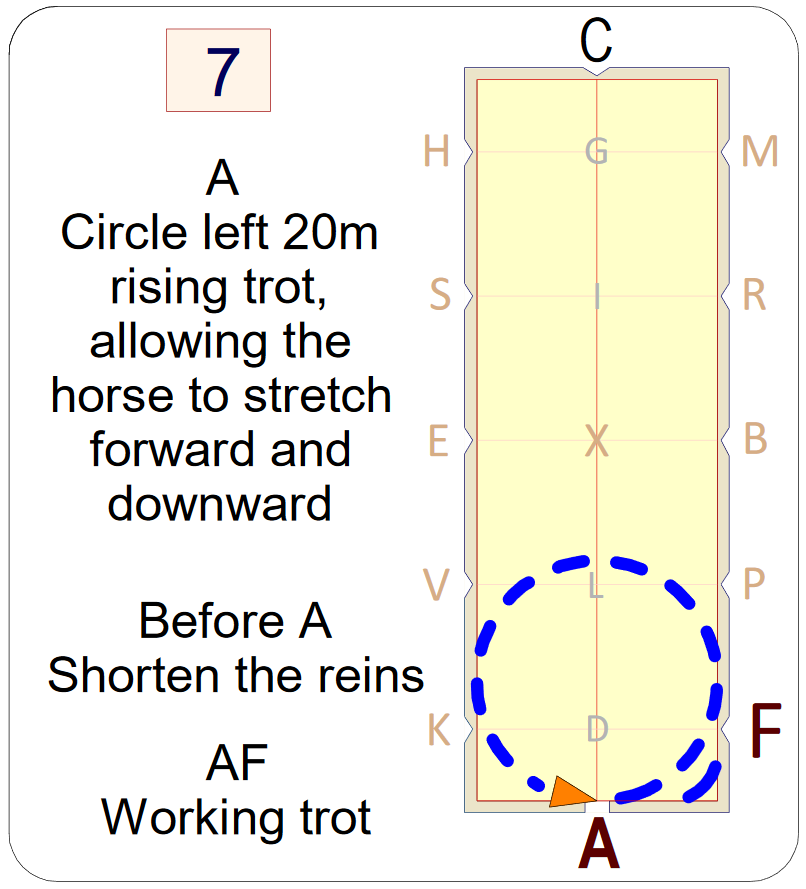 7
A
Circle left 20m
rising trot,
allowing the
horse to stretch
forward and
downward
Before A
Shorten the reins
AF
Working trot
C
H G M
S I R
E X B
V L P
K D F
A